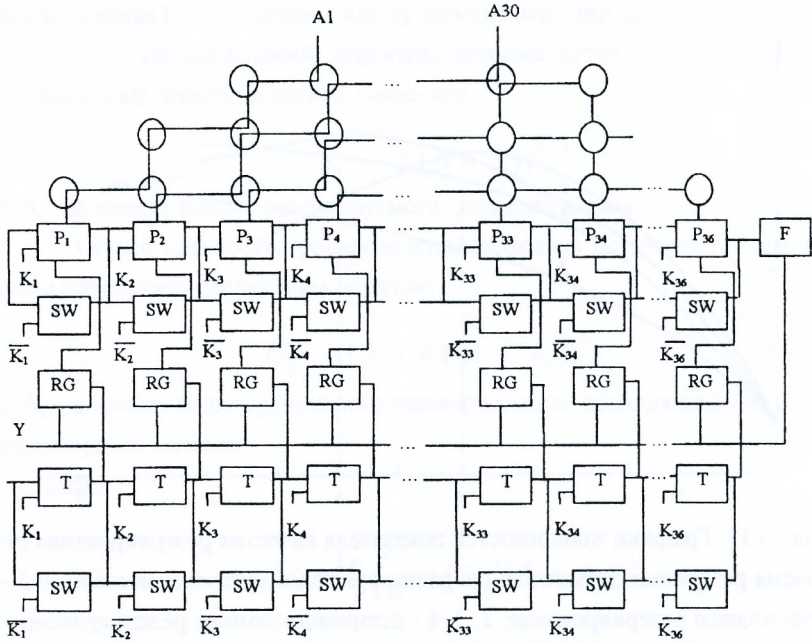 A1 A30
... ...
... ...
... ...
P1 P2 P3 P4 ... P33 P34 ... P36 F
K1 K2 K3 K4 K33 K34 K36
SW SW SW SW ... SW SW ... SW
K̅1 K̅2 K̅3 K̅4 K̅33 K̅34 K̅36
RG RG RG RG RG RG RG
Y ... ...
T T T T ... T T ... T
K1 K2 K3 K4 K33 K34 K36
SW SW SW SW SW SW SW
K̅1 K̅2 K̅3 K̅4 K̅33 K̅34 K̅36